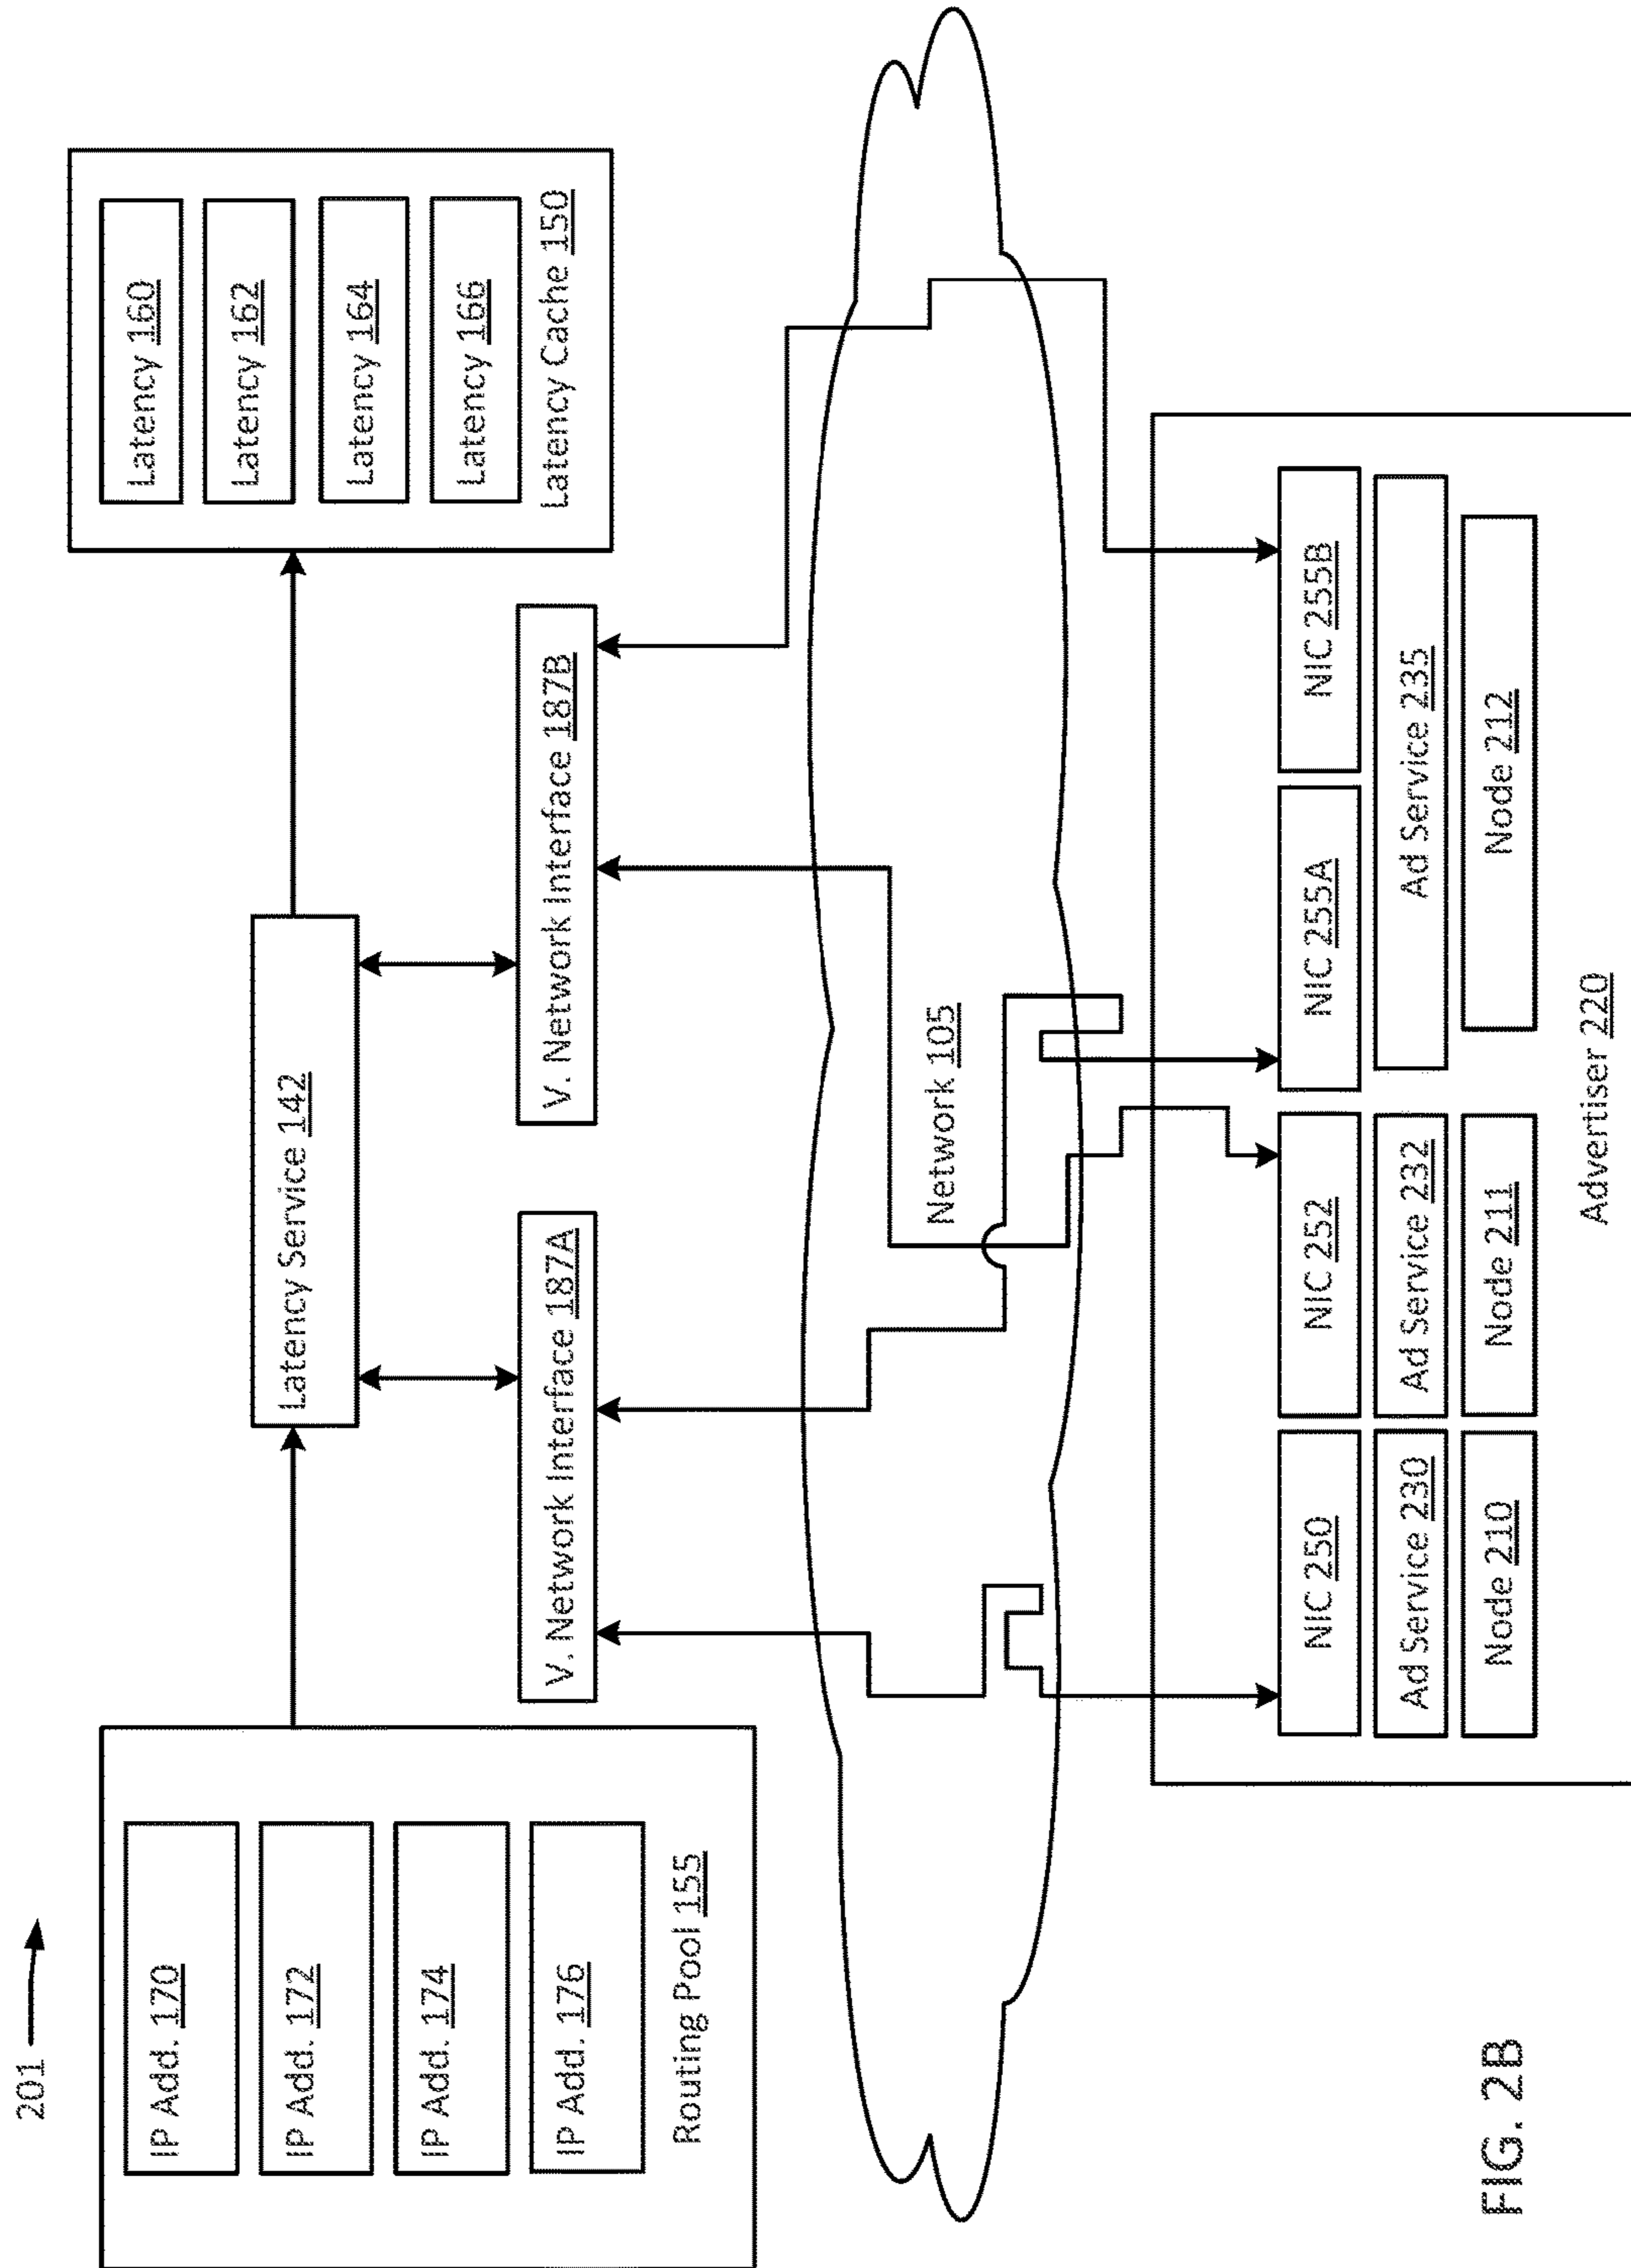 201
IP Add. 170
IP Add. 172
IP Add. 174
IP Add. 176
Routing Pool 155
Latency Service 142
Latency 160
Latency 162
Latency 164
Latency 166
Latency Cache 150
V. Network Interface 187A
V. Network Interface 187B
Network 105
NIC 250
NIC 252
NIC 255A
NIC 255B
Ad Service 230
Ad Service 232
Ad Service 235
Node 210
Node 211
Node 212
Advertiser 220
FIG. 2B